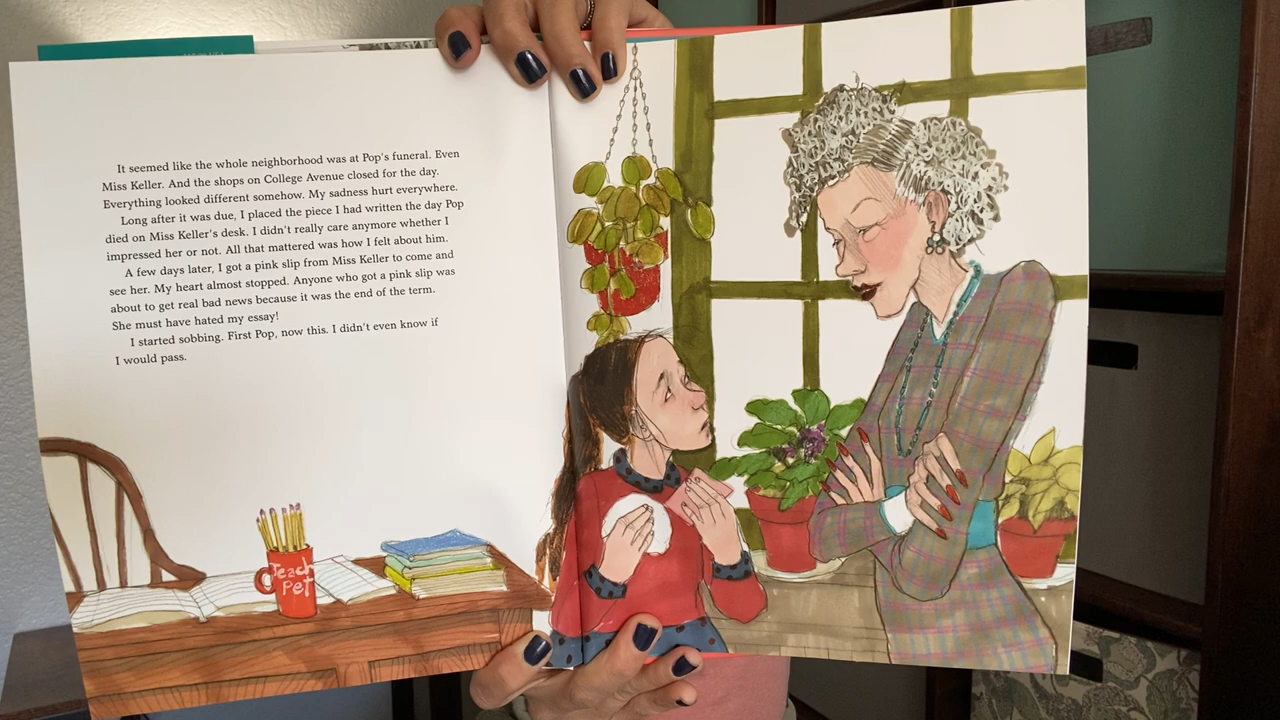 It seemed like the whole neighborhood was at Pop's funeral. Even
Miss Keller. And the shops on College Avenue closed for the day.
Everything looked different somehow. My sadness hurt everywhere.
Long after it was due, I placed the piece I had written the day Pop
died on Miss Keller's desk. I didn't really care anymore whether I
impressed her or not. All that mattered was how I felt about him.
A few days later, I got a pink slip from Miss Keller to come and
see her. My heart almost stopped. Anyone who got a pink slip was
about to get real bad news because it was the end of the term.
She must have hated my essay!
I started sobbing. First Pop, now this. I didn't even know if
I would pass.
Teach
Pet